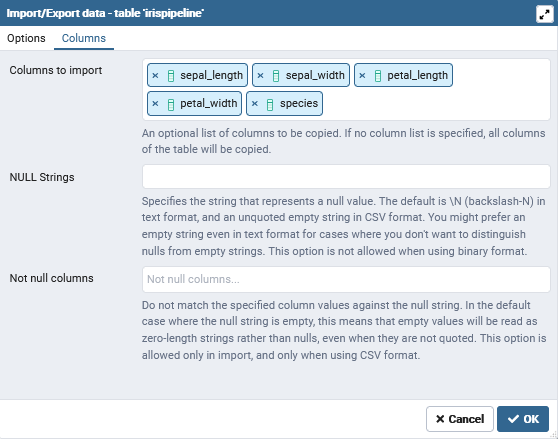 Import/Export data - table 'irispipeline'
Options Columns
Columns to import
sepal_length sepal_width petal_length
petal_width species
An optional list of columns to be copied. If no column list is specified, all columns
of the table will be copied.
NULL Strings
Specifies the string that represents a null value. The default is \N (backslash-N) in
text format, and an unquoted empty string in CSV format. You might prefer an
empty string even in text format for cases where you don't want to distinguish
nulls from empty strings. This option is not allowed when using binary format.
Not null columns
Not null columns...
Do not match the specified column values against the null string. In the default
case where the null string is empty, this means that empty values will be read as
zero-length strings rather than nulls, even when they are not quoted. This option is
allowed only in import, and only when using CSV format.
Cancel OK